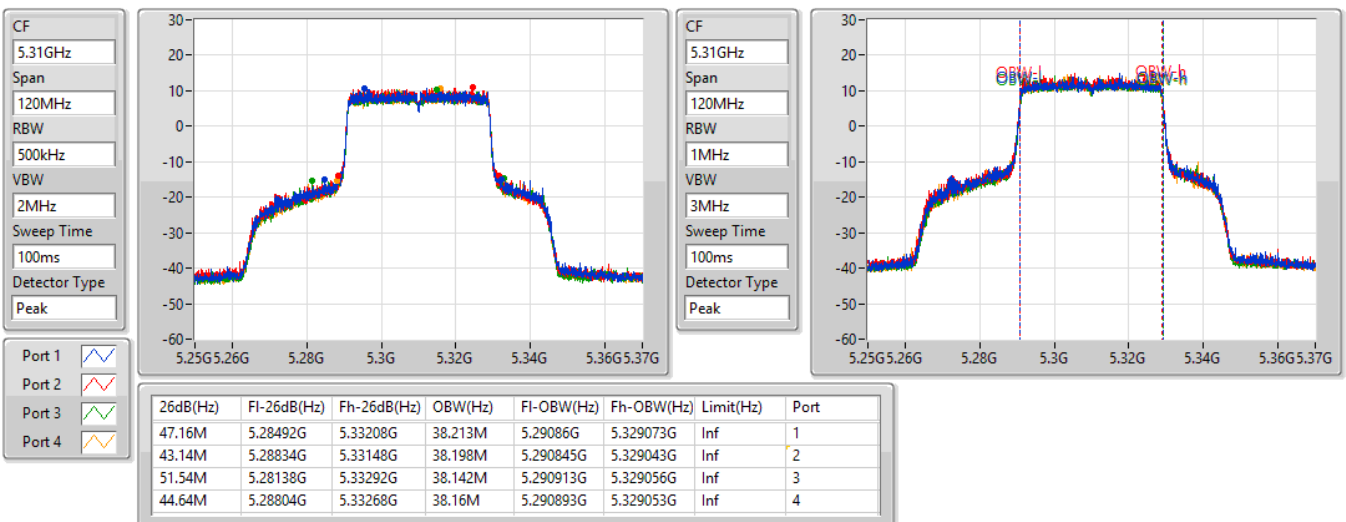 CF
5.31GHz
Span
120MHz
RBW
500kHz
VBW
2MHz
Sweep Time
100ms
Detector Type
Peak
30
20
10
0
-10
-20
-30
-40
-50
-60
5.25G 5.26G 5.28G 5.3G 5.32G 5.34G 5.36G 5.37G
CF
5.31GHz
Span
120MHz
RBW
1MHz
VBW
3MHz
Sweep Time
100ms
Detector Type
Peak
30
20
10
0
-10
-20
-30
-40
-50
-60
OBW-l OBW-h
5.25G 5.26G 5.28G 5.3G 5.32G 5.34G 5.36G 5.37G
Port 1
Port 2
Port 3
Port 4
26dB(Hz) Fl-26dB(Hz) Fh-26dB(Hz) OBW(Hz) Fl-OBW(Hz) Fh-OBW(Hz) Limit(Hz) Port
47.16M 5.28492G 5.33208G 38.213M 5.29086G 5.329073G Inf 1
43.14M 5.28834G 5.33148G 38.198M 5.290845G 5.329043G Inf 2
51.54M 5.28138G 5.33292G 38.142M 5.290913G 5.329056G Inf 3
44.64M 5.28804G 5.33268G 38.16M 5.290893G 5.329053G Inf 4